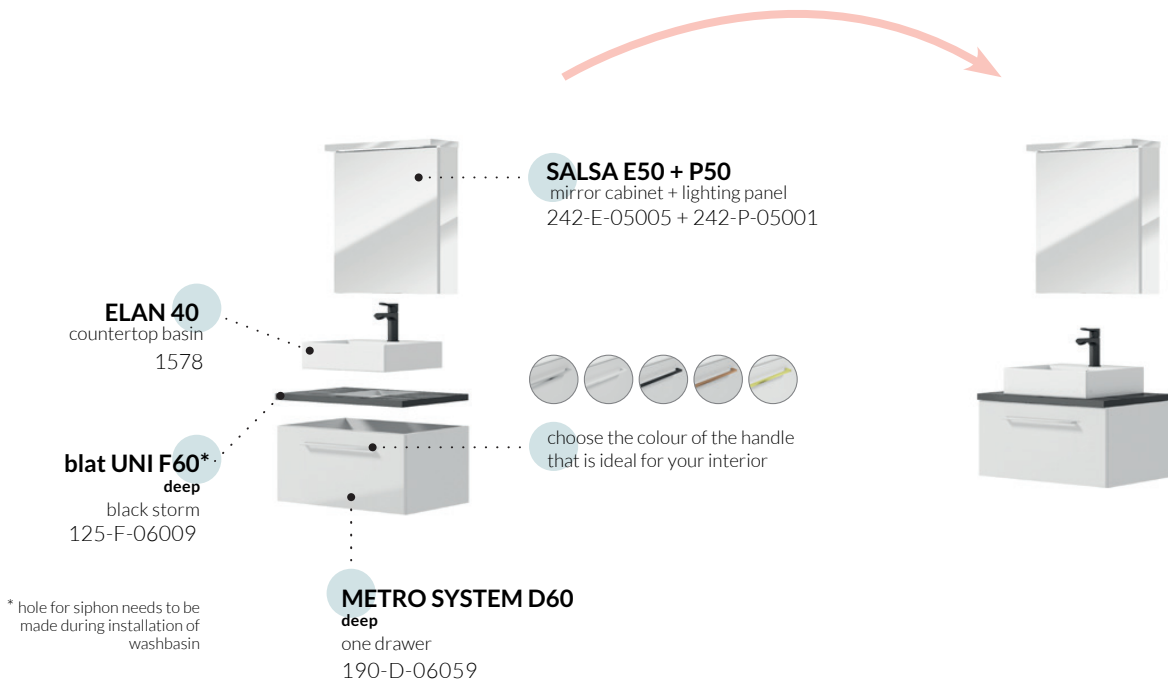 SALSA E50 + P50
mirror cabinet + lighting panel
242-E-05005 + 242-P-05001
ELAN 40
countertop basin
1578
choose the colour of the handle
that is ideal for your interior
blat UNI F60*
deep
black storm
125-F-06009
METRO SYSTEM D60
deep
one drawer
190-D-06059
* hole for siphon needs to be
made during installation of
washbasin